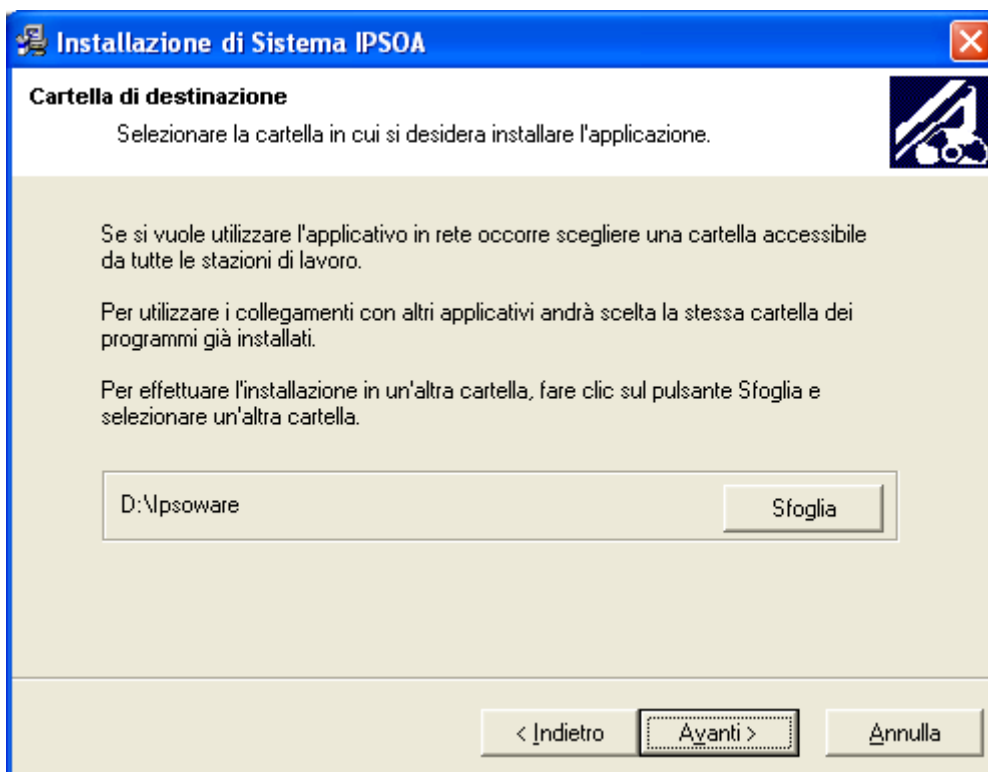 Installazione di Sistema IPSOA
Cartella di destinazione
Selezionare la cartella in cui si desidera installare l'applicazione.
Se si vuole utilizzare l'applicativo in rete occorre scegliere una cartella accessibile
da tutte le stazioni di lavoro.
Per utilizzare i collegamenti con altri applicativi andrà scelta la stessa cartella dei
programmi già installati.
Per effettuare l'installazione in un'altra cartella, fare clic sul pulsante Sfoglia e
selezionare un'altra cartella.
D:\Ipsoware
Sfoglia
< Indietro
Avanti >
Annulla